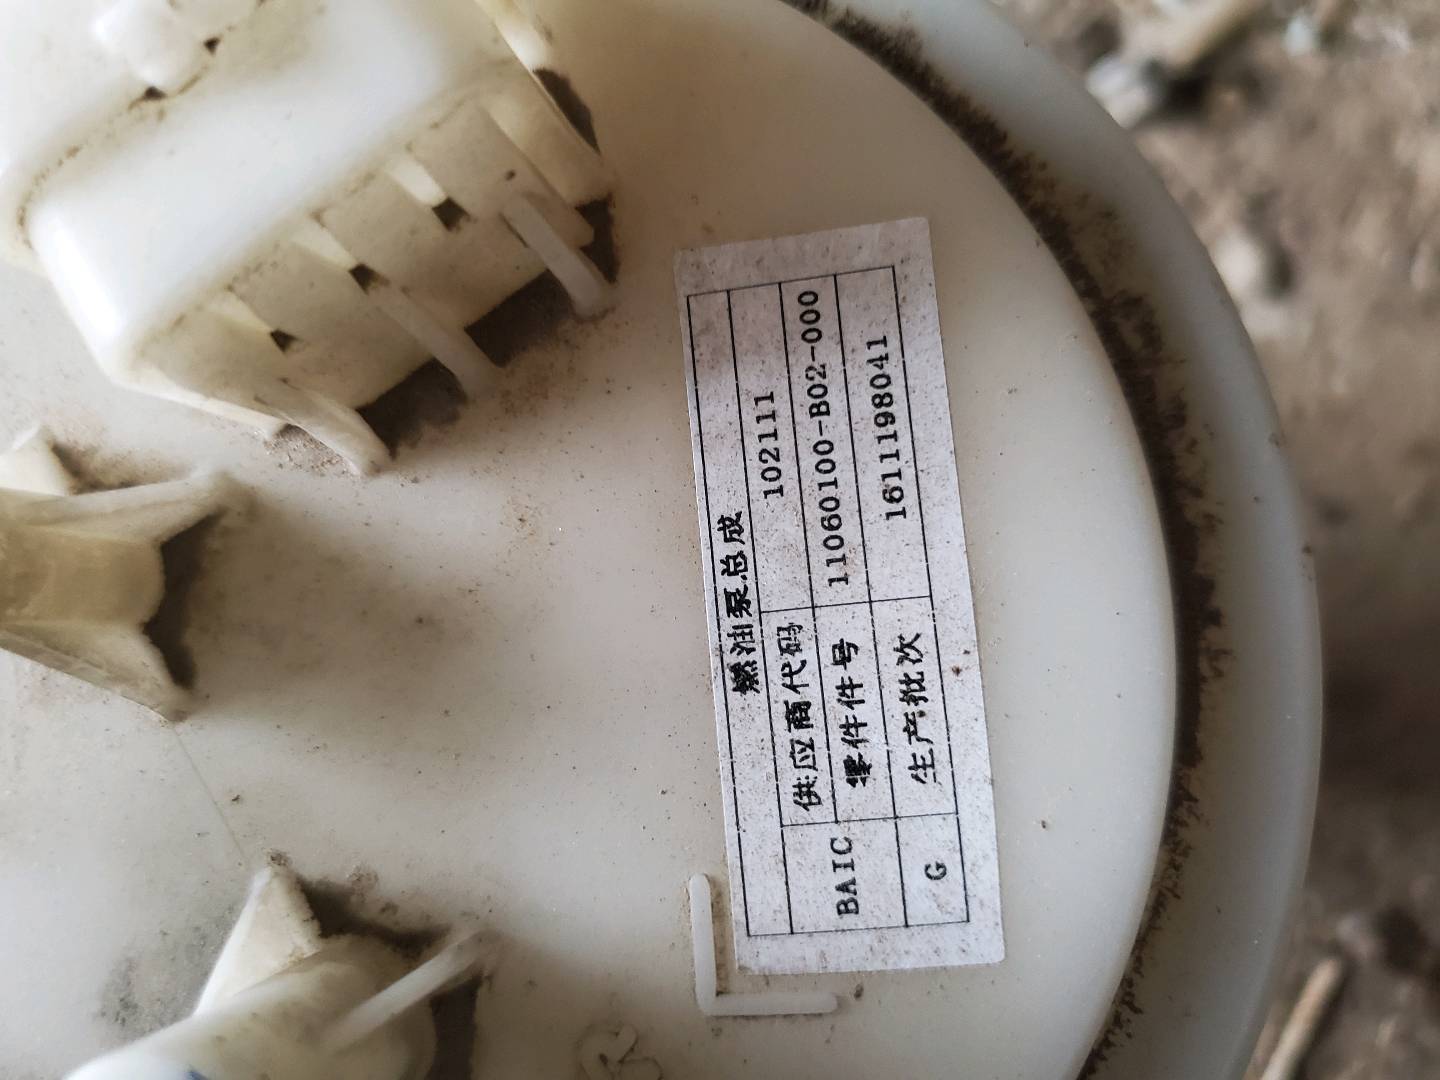 燃油泵总成
BAIC 供应商代码 102111
零件件号 11060100-B02-000
G 生产批次 1611198041